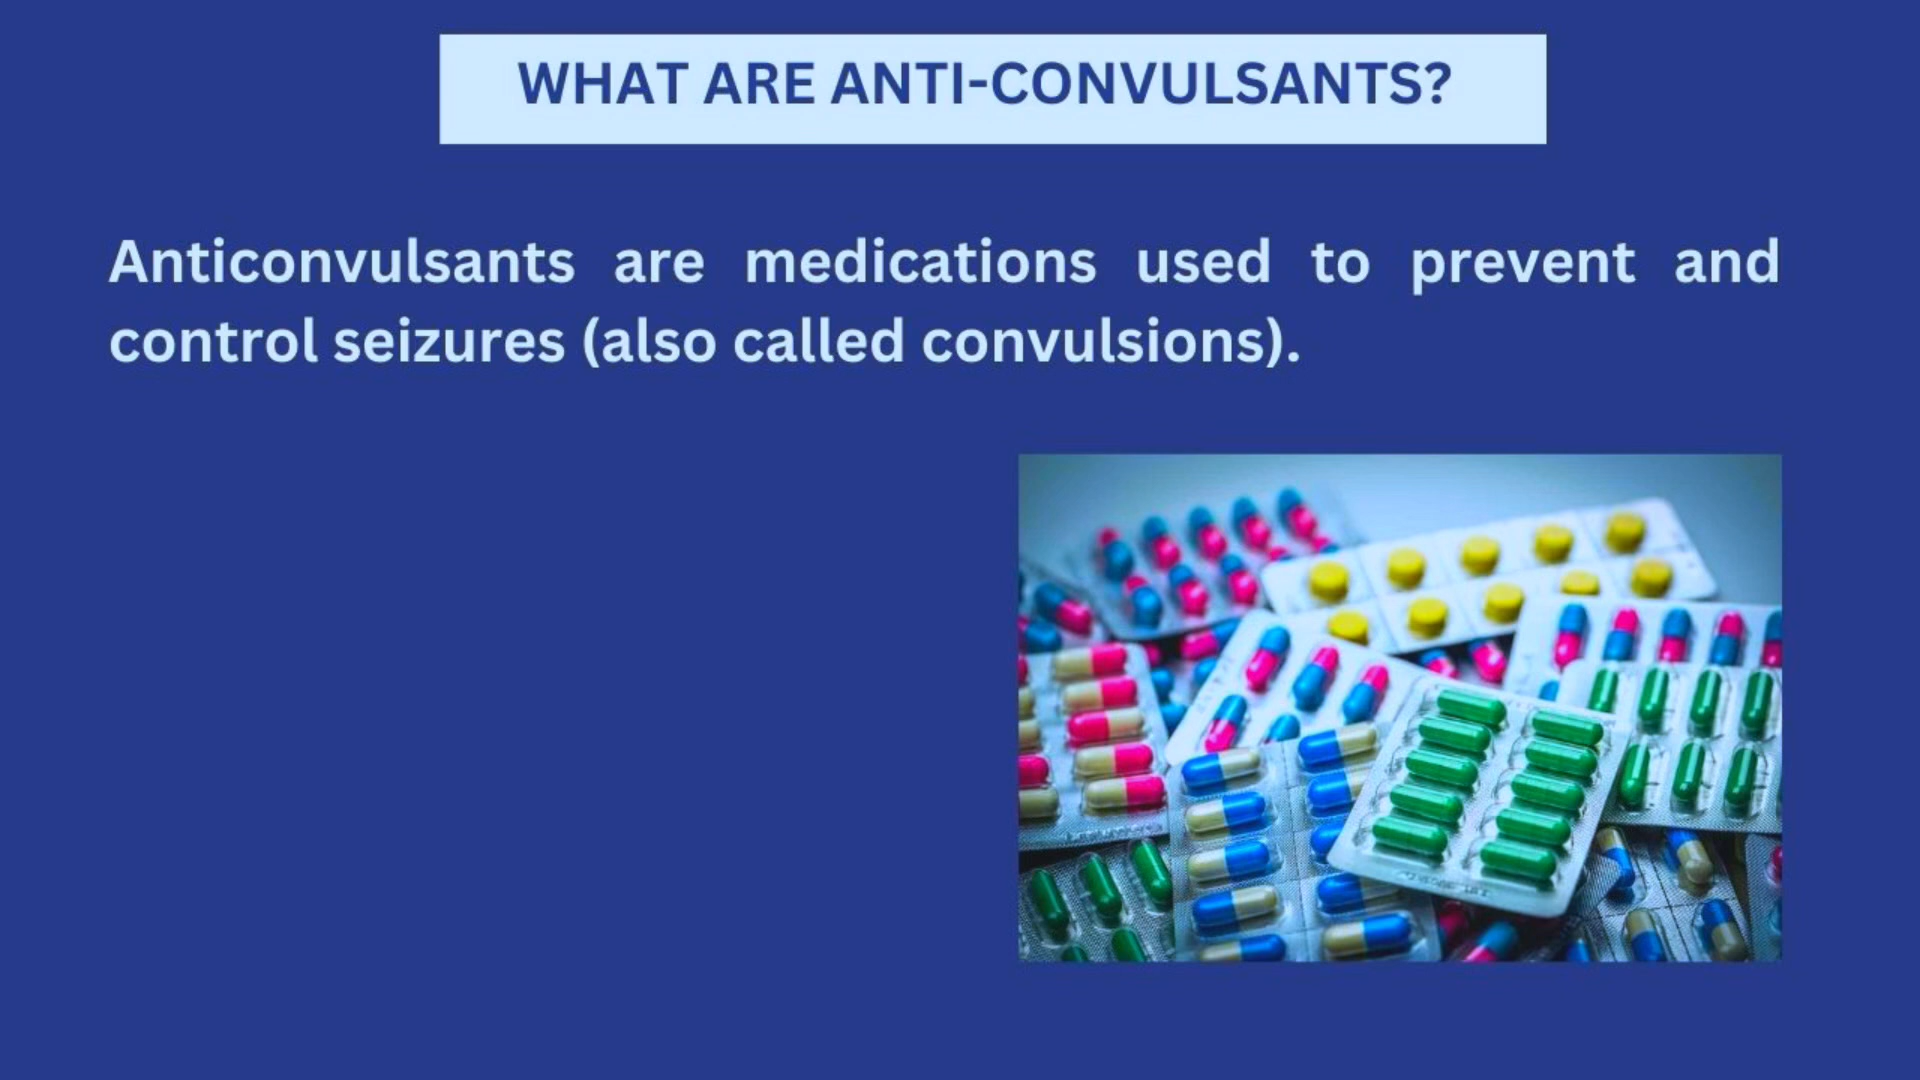 WHAT ARE ANTI-CONVULSANTS?
Anticonvulsants are medications used to prevent and
control seizures (also called convulsions).